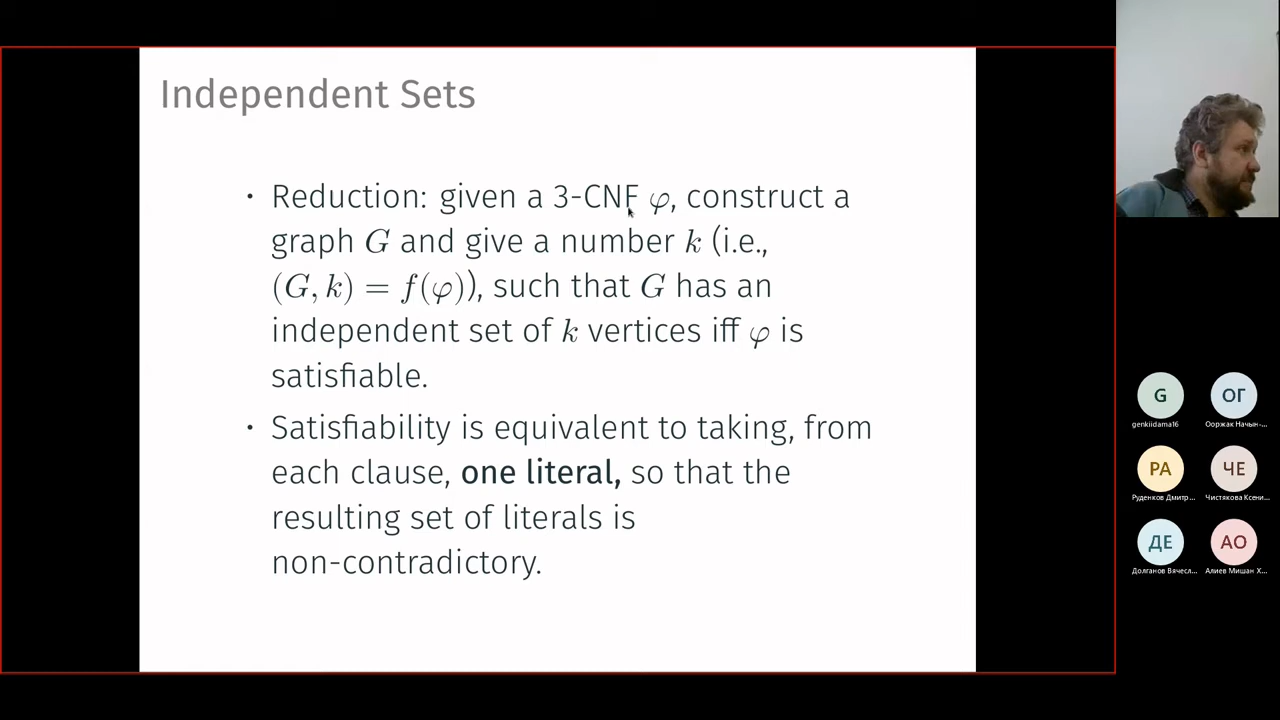 Independent Sets
· Reduction: given a 3-CNF φ, construct a
graph G and give a number k (i.e.,
(G, k) = f(φ)), such that G has an
independent set of k vertices iff φ is
satisfiable.
· Satisfiability is equivalent to taking, from
each clause, one literal, so that the
resulting set of literals is
non-contradictory.
G ОГ
genkiidama16 Ооржак Начын-...
РА ЧЕ
Руденков Дмитр... Чистякова Ксени...
ДЕ АО
Долганов Вячесл... Алиев Мишан Х...